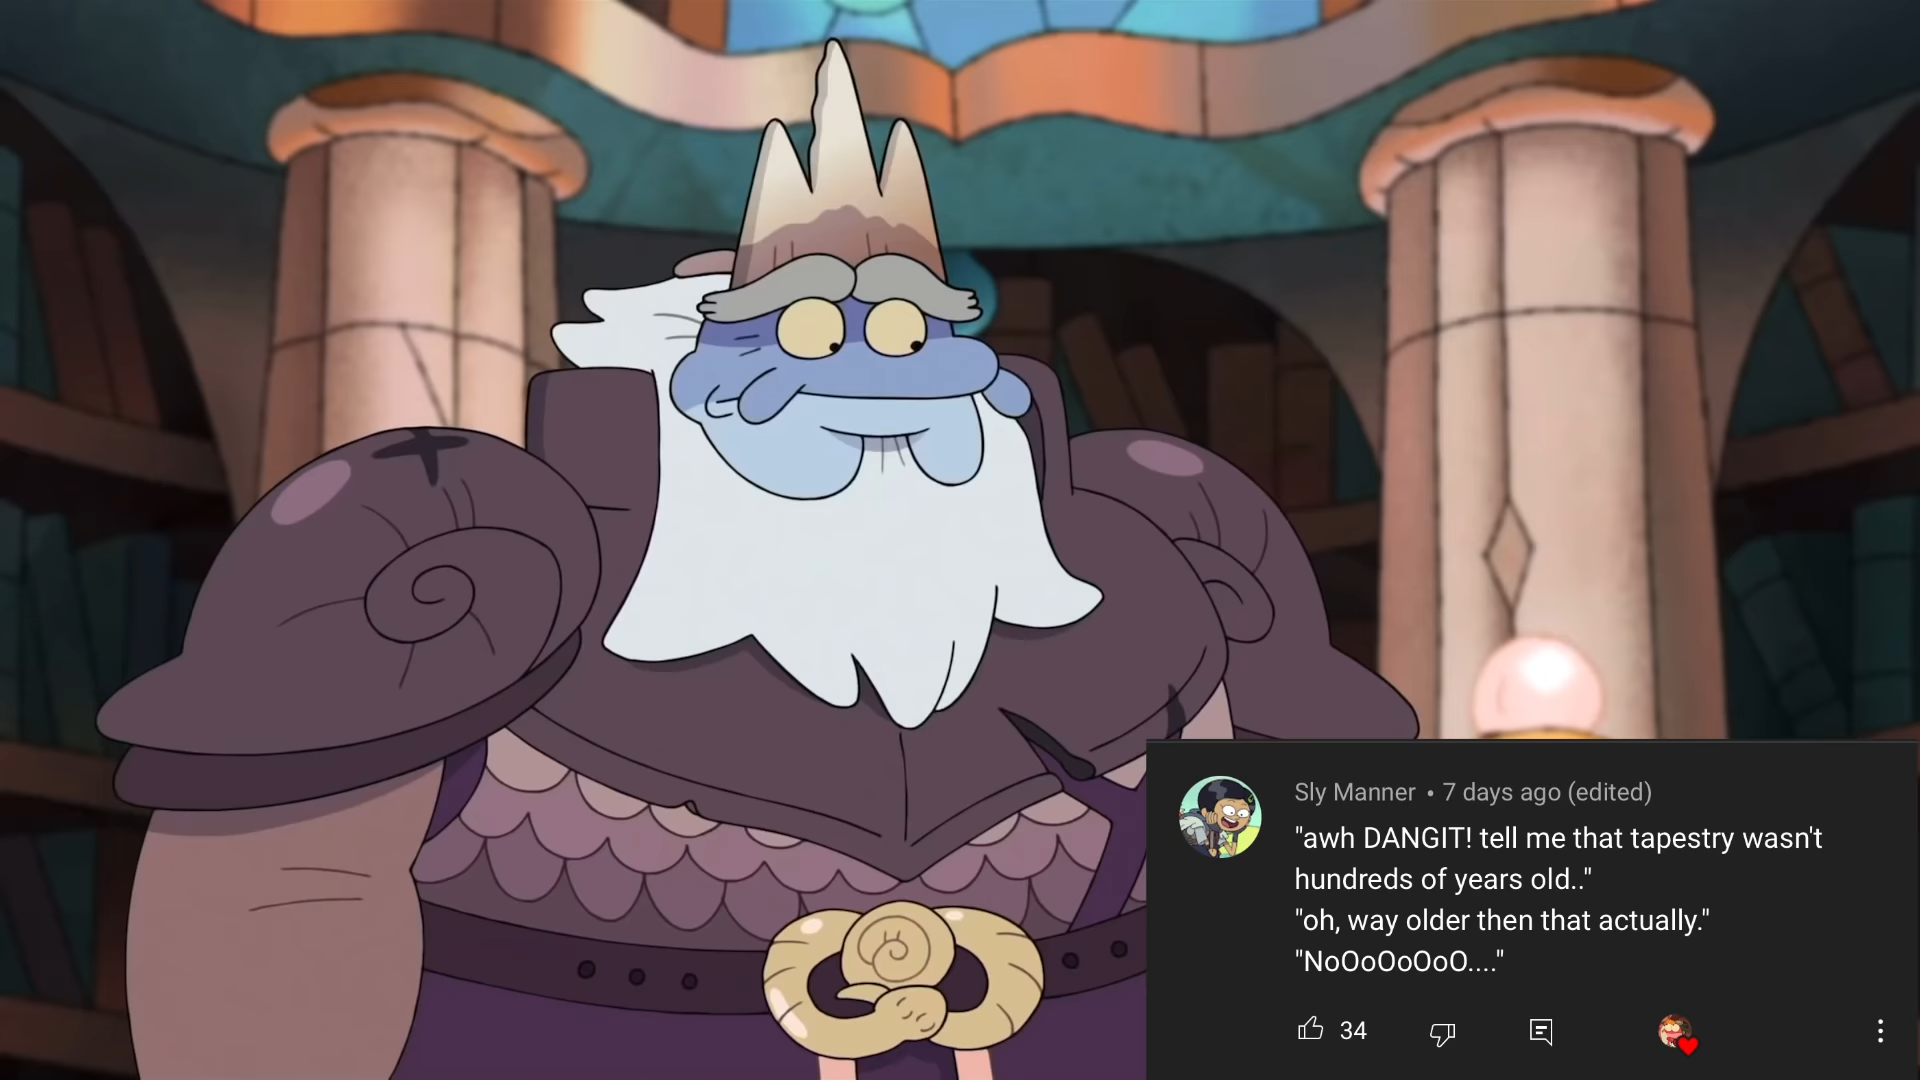 Sly Manner • 7 days ago (edited)
"awh DANGIT! tell me that tapestry wasn't
hundreds of years old.."
"oh, way older then that actually."
"NoOoOoOoO...."
34